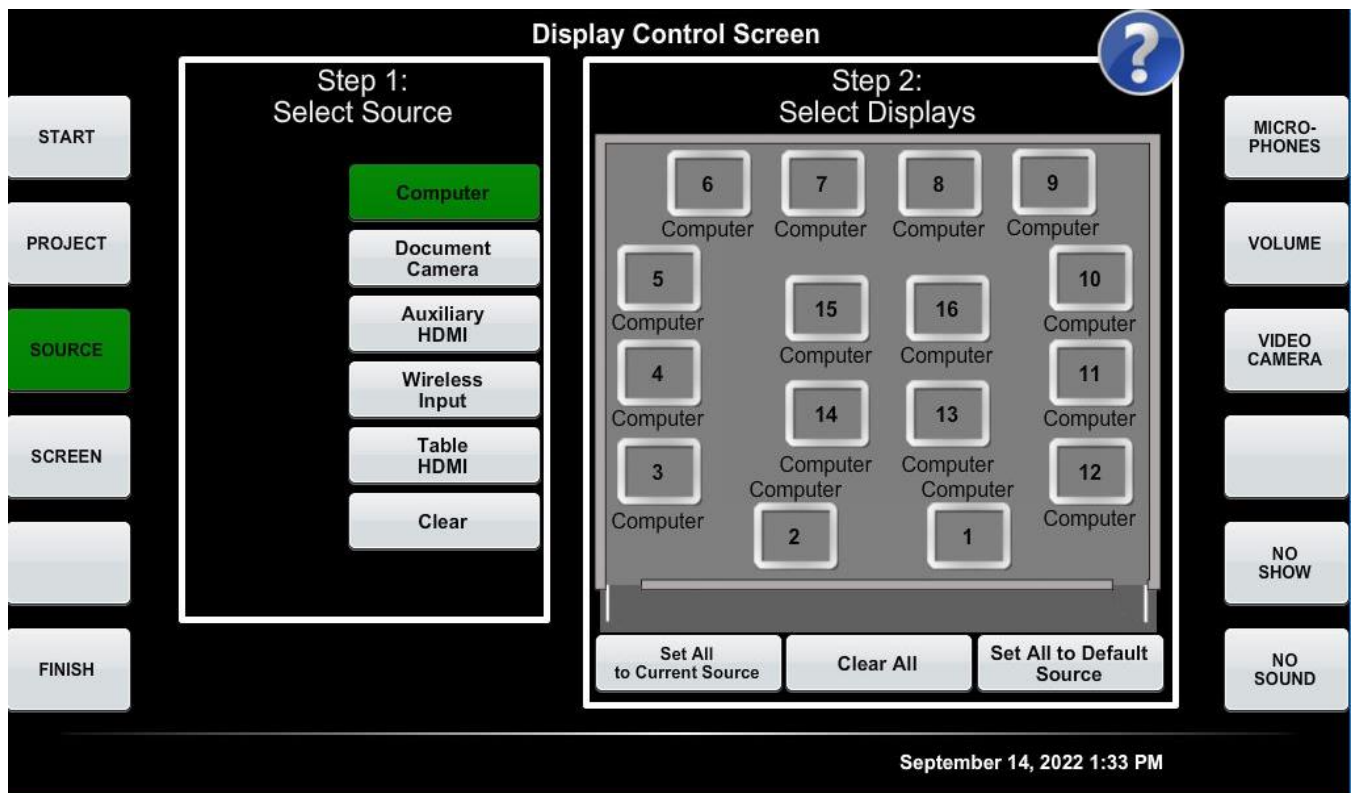 Display Control Screen
?
START
PROJECT
SOURCE
SCREEN
FINISH
Step 1:
Select Source
Computer
Document
Camera
Auxiliary
HDMI
Wireless
Input
Table
HDMI
Clear
Step 2:
Select Displays
6 7 8 9
Computer Computer Computer Computer
5 10
15 16
Computer Computer
Computer Computer
4 11
14 13
Computer Computer
Computer Computer
3 12
Computer Computer
Computer Computer
2 1
Set All
to Current Source
Clear All
Set All to Default
Source
MICRO-
PHONES
VOLUME
VIDEO
CAMERA
NO
SHOW
NO
SOUND
September 14, 2022 1:33 PM